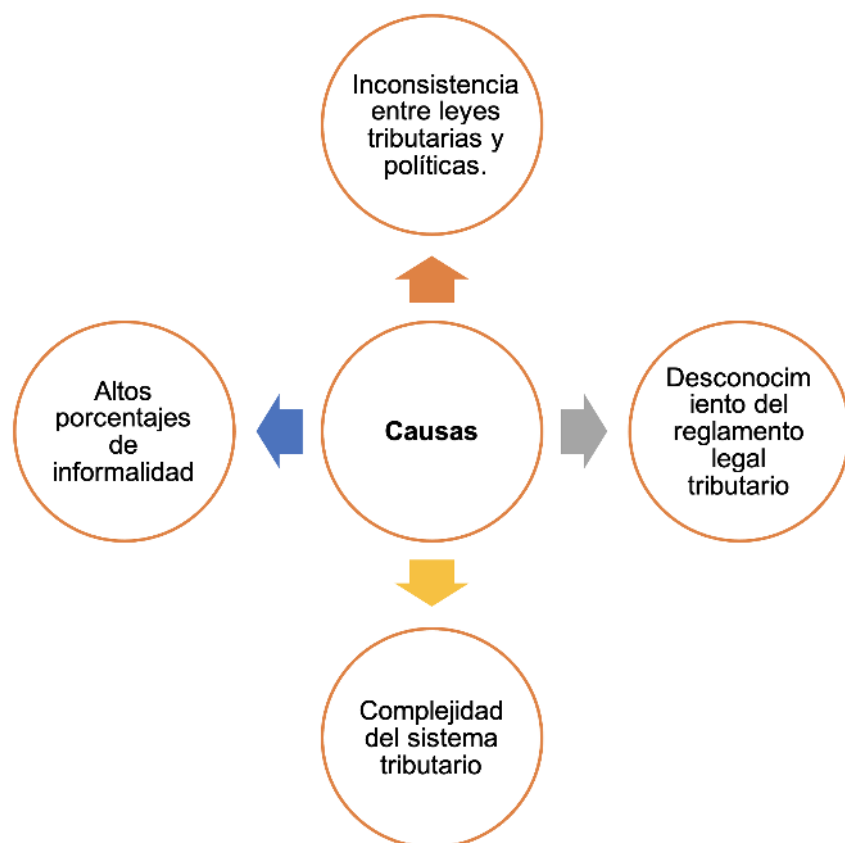 Inconsistencia
entre leyes
tributarias y
políticas.
Altos
porcentajes
de
informalidad
Causas
Desconocim
iento del
reglamento
legal
tributario
Complejidad
del sistema
tributario